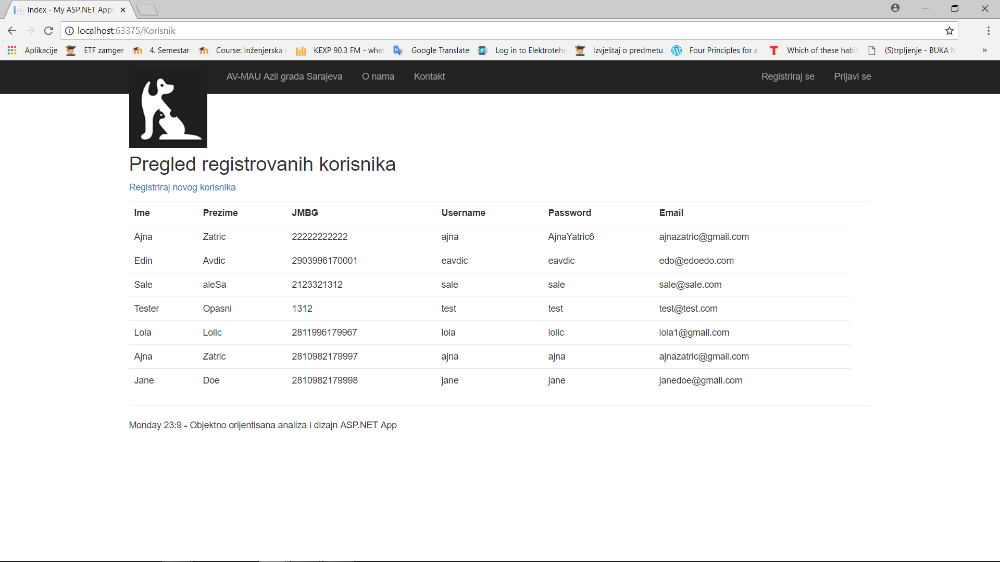 Index - My ASP.NET Appl
localhost:63375/Korisnik
Aplikacije ETF zamger 4. Semestar Course: Inženjerska KEXP 90.3 FM - when Google Translate Log in to Elektrotehn Izvještaj o predmetu Four Principles for a Which of these habit (S)trpljenje - BUKA M »
AV-MAU Azil grada Sarajeva O nama Kontakt Registriraj se Prijavi se
Pregled registrovanih korisnika
Registriraj novog korisnika
Ime Prezime JMBG Username Password Email
Ajna Zatric 22222222222 ajna AjnaYatric6 ajnazatric@gmail.com
Edin Avdic 2903996170001 eavdic eavdic edo@edoedo.com
Sale aleSa 2123321312 sale sale sale@sale.com
Tester Opasni 1312 test test test@test.com
Lola Lolic 2811996179967 lola lolic lola1@gmail.com
Ajna Zatric 2810982179997 ajna ajna ajnazatric@gmail.com
Jane Doe 2810982179998 jane jane janedoe@gmail.com
Monday 23:9 - Objektno orijentisana analiza i dizajn ASP.NET App